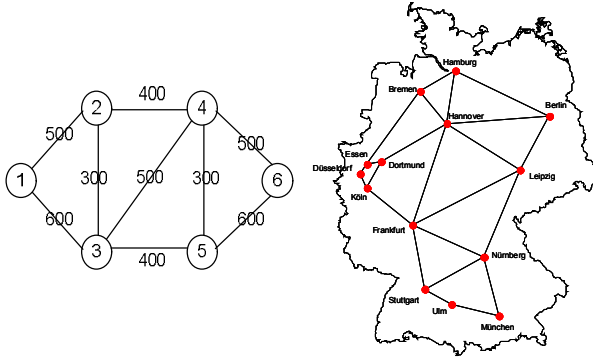 400
2
4
500
500
1
300
500
300
6
600
600
3
5
400
Hamburg
Bremen
Berlin
Hannover
Essen
Dortmund
Düsseldorf
Leipzig
Köln
Frankfurt
Nürnberg
Stuttgart
Ulm
München